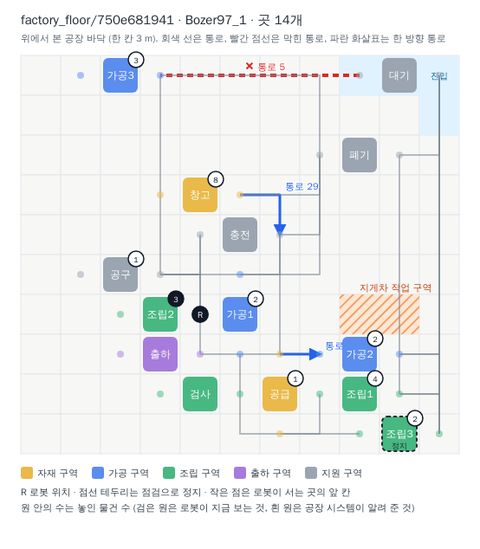 factory_floor/750e681941 · Bozer97_1 · 곳 14개
위에서 본 공장 바닥 (한 칸 3 m). 회색 선은 통로, 빨간 점선은 막힌 통로, 파란 화살표는 한 방향 통로
3
가공3
✕ 통로 5
대기
진입
폐기
8
창고
통로 29
충전
1
공구
지게차 작업 구역
3
조립2
R
2
가공1
출하
통로
2
가공2
검사
1
공급
4
조립1
2
조립3
정지
자재 구역
가공 구역
조립 구역
출하 구역
지원 구역
R 로봇 위치 · 점선 테두리는 점검으로 정지 · 작은 점은 로봇이 서는 곳의 앞 칸
원 안의 수는 놓인 물건 수 (검은 원은 로봇이 지금 보는 것, 흰 원은 공장 시스템이 알려 준 것)